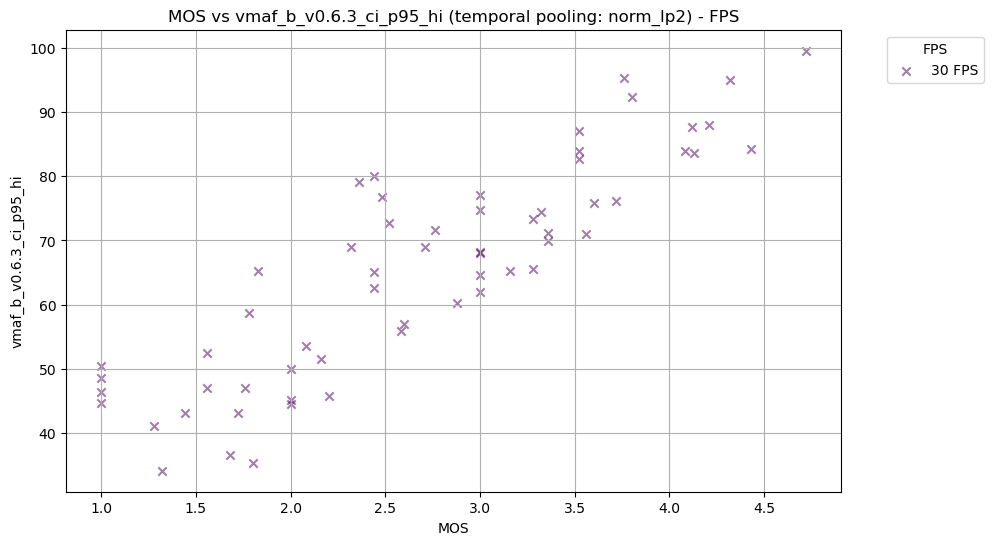 MOS vs vmaf_b_v0.6.3_ci_p95_hi (temporal pooling: norm_lp2) - FPS
FPS
30 FPS
vmaf_b_v0.6.3_ci_p95_hi
100
90
80
70
60
50
40
1.0 1.5 2.0 2.5 3.0 3.5 4.0 4.5
MOS